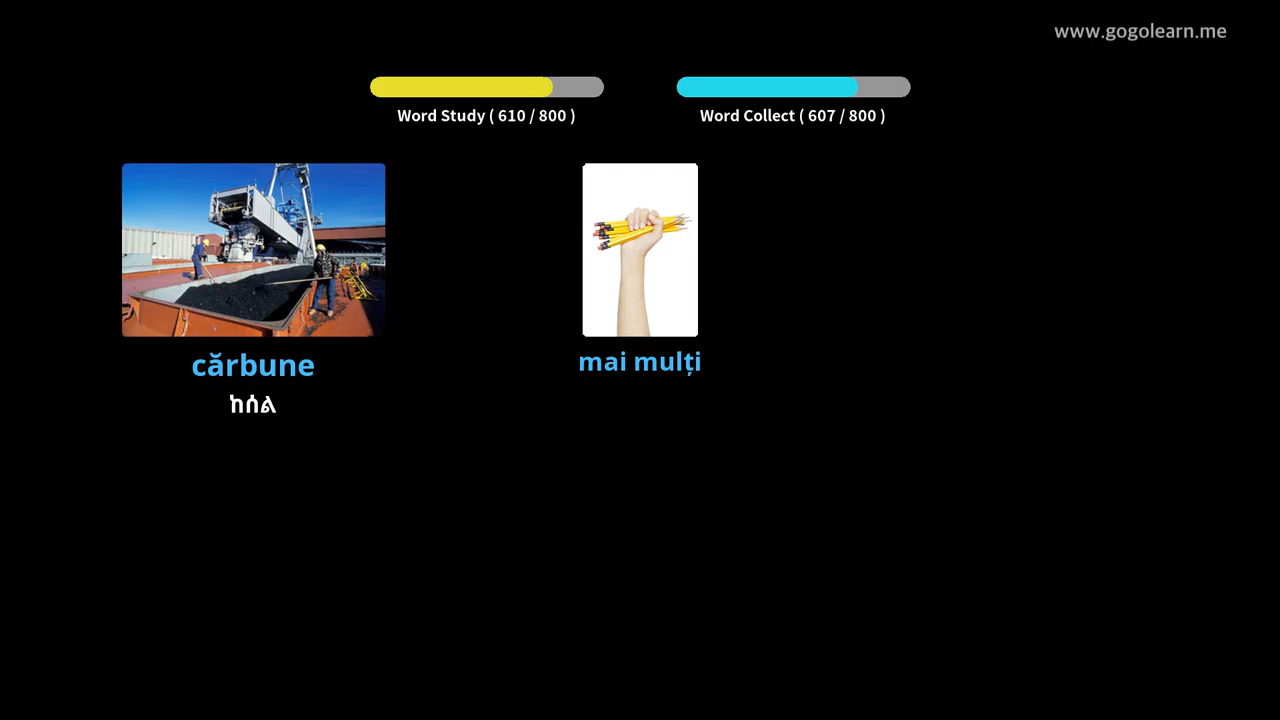 www.gogolearn.me
Word Study ( 610 / 800 )
Word Collect ( 607 / 800 )
cărbune
ከሰል
mai mulți